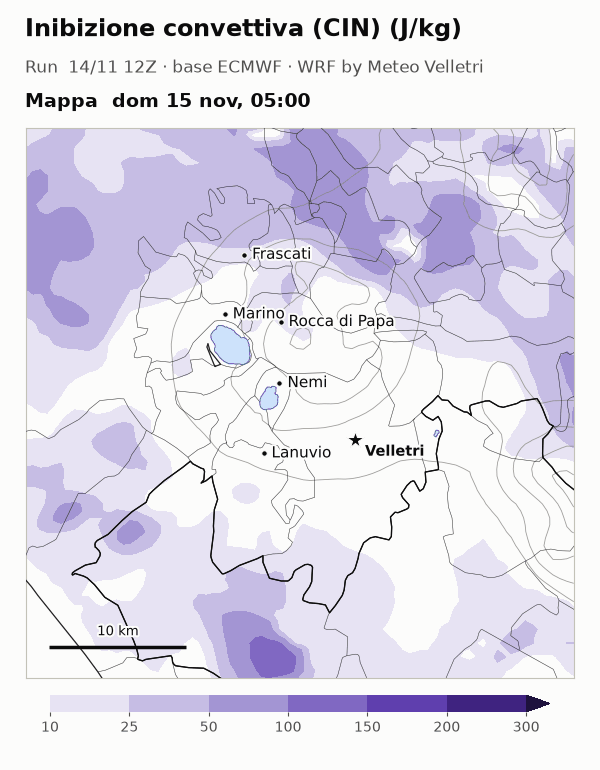 Inibizione convettiva (CIN) (J/kg)
Run 14/11 12Z · base ECMWF · WRF by Meteo Velletri
Mappa dom 15 nov, 05:00
Frascati
Marino
Rocca di Papa
Nemi
Velletri
Lanuvio
10 km
10 25 50 100 150 200 300